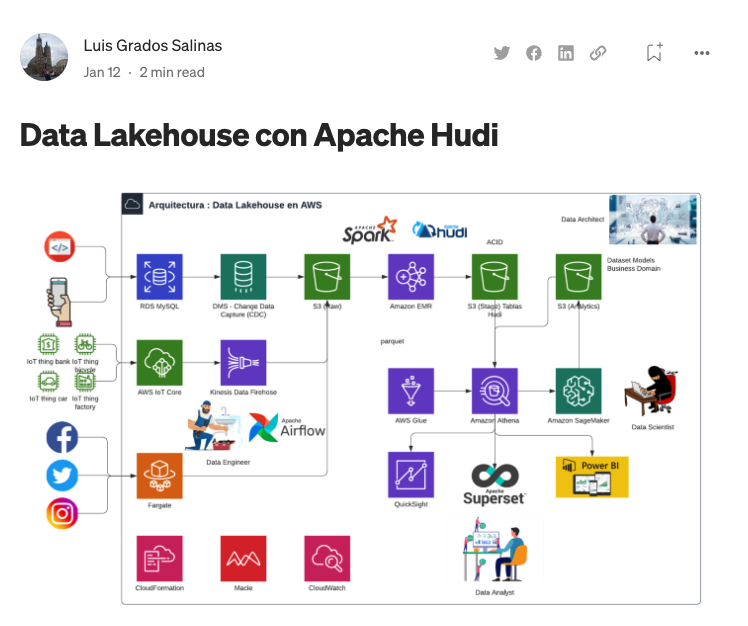 Luis Grados Salinas
Jan 12 · 2 min read
Data Lakehouse con Apache Hudi
Arquitectura : Data Lakehouse en AWS
APACHE
Spark
APACHE
hudi
ACID
Data Architect
Dataset Models
Business Domain
RDS MySQL
DMS - Change Data
Capture (CDC)
S3 (Raw)
Amazon EMR
S3 (Stage) Tablas
Hudi
S3 (Analytics)
IoT thing bank
IoT thing
bicycle
IoT thing car
IoT thing
factory
parquet
AWS IoT Core
Kinesis Data Firehose
AWS Glue
Amazon Athena
Amazon SageMaker
Data Scientist
Apache
Airflow
Data Engineer
Fargate
QuickSight
Apache
Superset
Power BI
Data Analyst
CloudFormation
Macie
CloudWatch